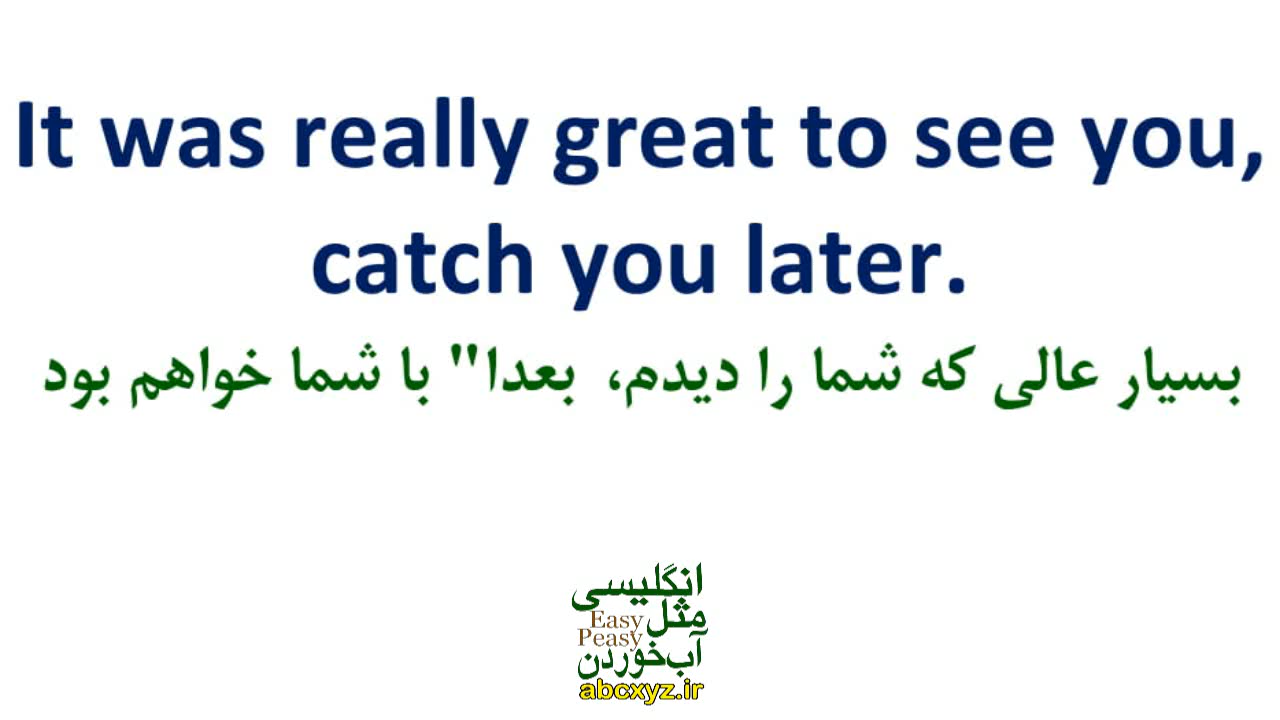 It was really great to see you,
catch you later.
بسیار عالی که شما را دیدم، بعدا" با شما خواهم بود
انگلیسی
مثل Easy
Peasy
آب‌خوردن
abcxyz.ir